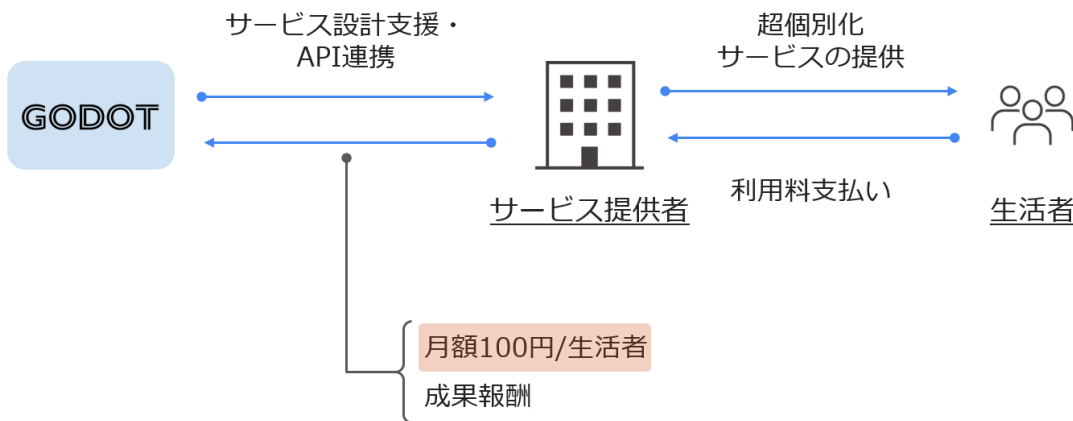 サービス設計支援・
API連携
超個別化
サービスの提供
GODOT
利用料支払い
サービス提供者
生活者
月額100円/生活者
成果報酬